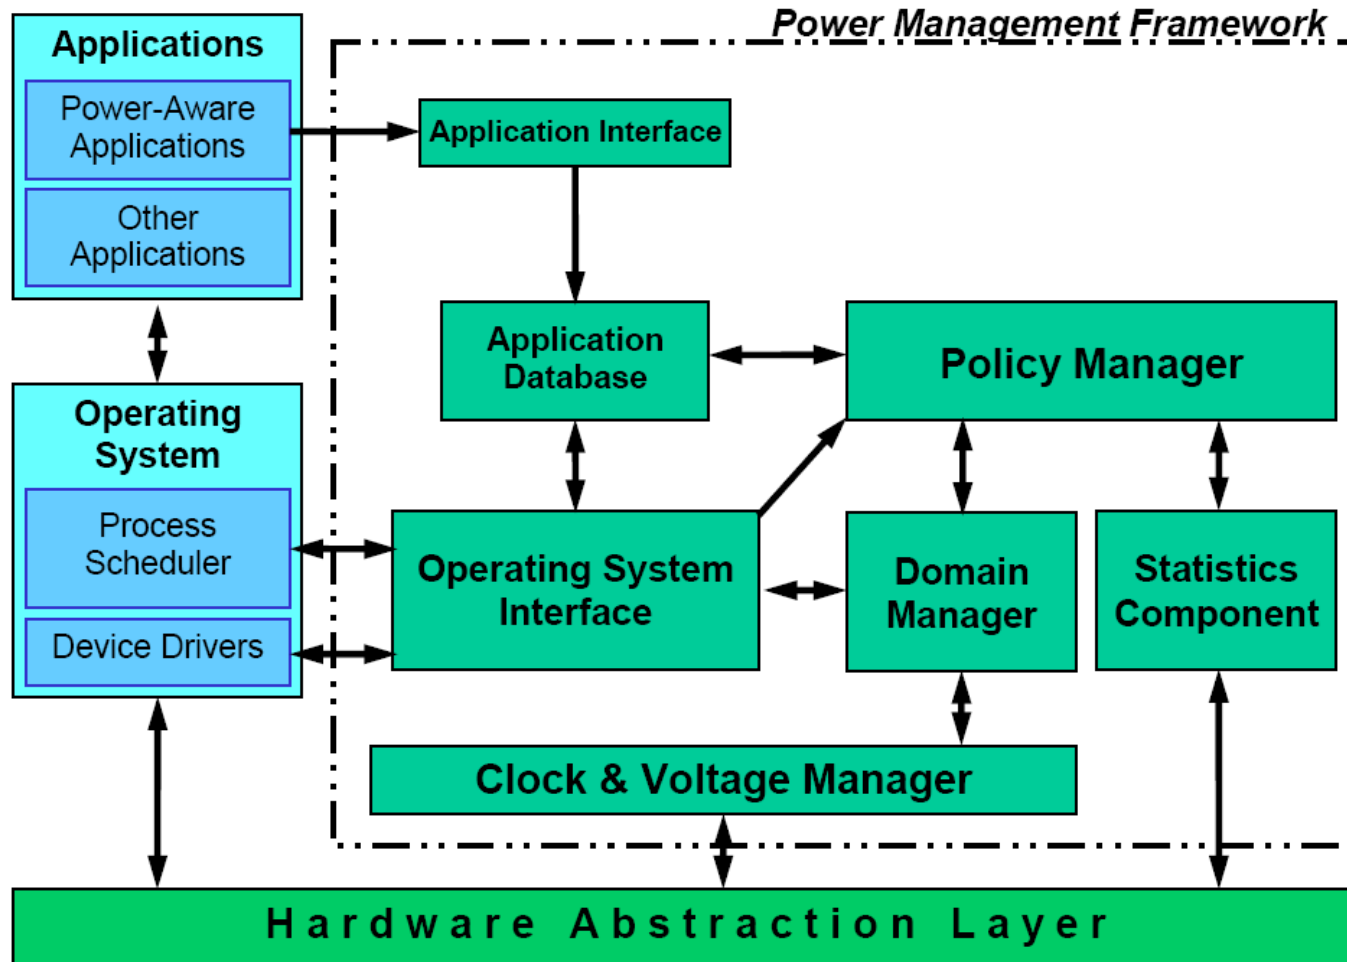 Power Management Framework
Applications
Power-Aware
Applications
Other
Applications
Application Interface
Application
Database
Policy Manager
Operating
System
Process
Scheduler
Device Drivers
Operating System
Interface
Domain
Manager
Statistics
Component
Clock & Voltage Manager
Hardware Abstraction Layer